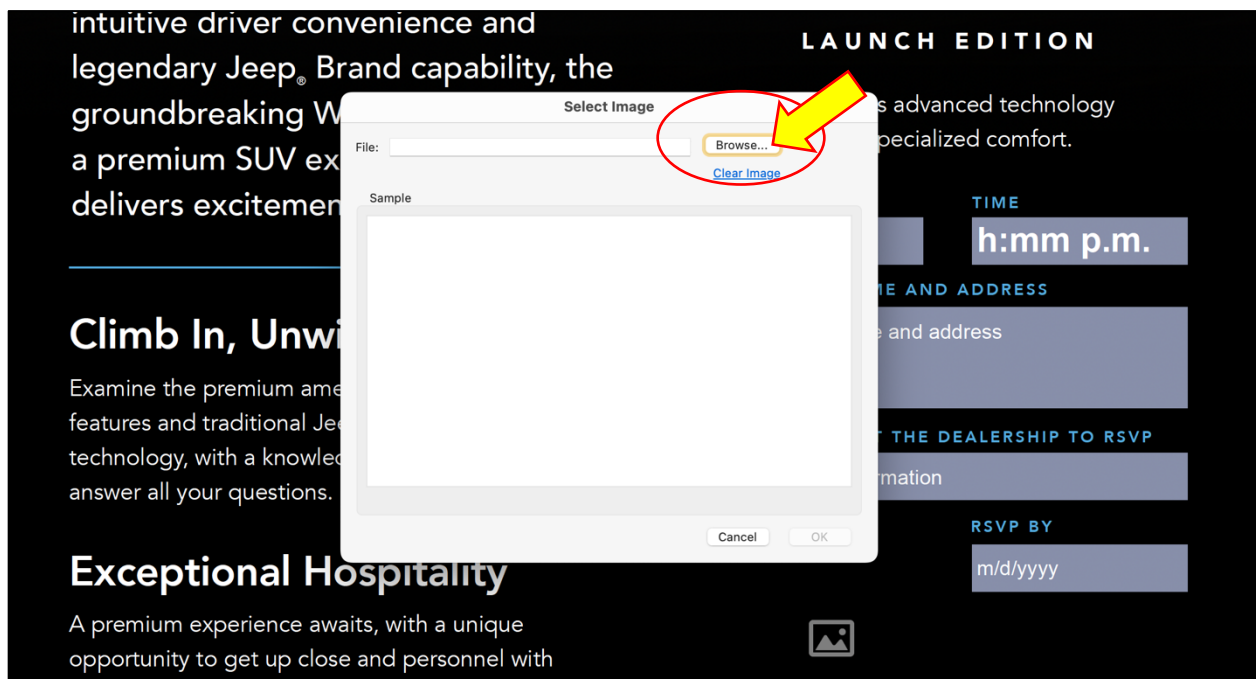 intuitive driver convenience and
legendary Jeep® Brand capability, the
groundbreaking W
a premium SUV ex
delivers excitemen
Climb In, Unwi
Examine the premium ame
features and traditional Jee
technology, with a knowled
answer all your questions.
Exceptional Hospitality
A premium experience awaits, with a unique
opportunity to get up close and personnel with
Select Image
File:
Browse...
Clear Image
Sample
Cancel
OK
LAUNCH EDITION
s advanced technology
pecialized comfort.
TIME
h:mm p.m.
ME AND ADDRESS
e and address
T THE DEALERSHIP TO RSVP
rmation
RSVP BY
m/d/yyyy